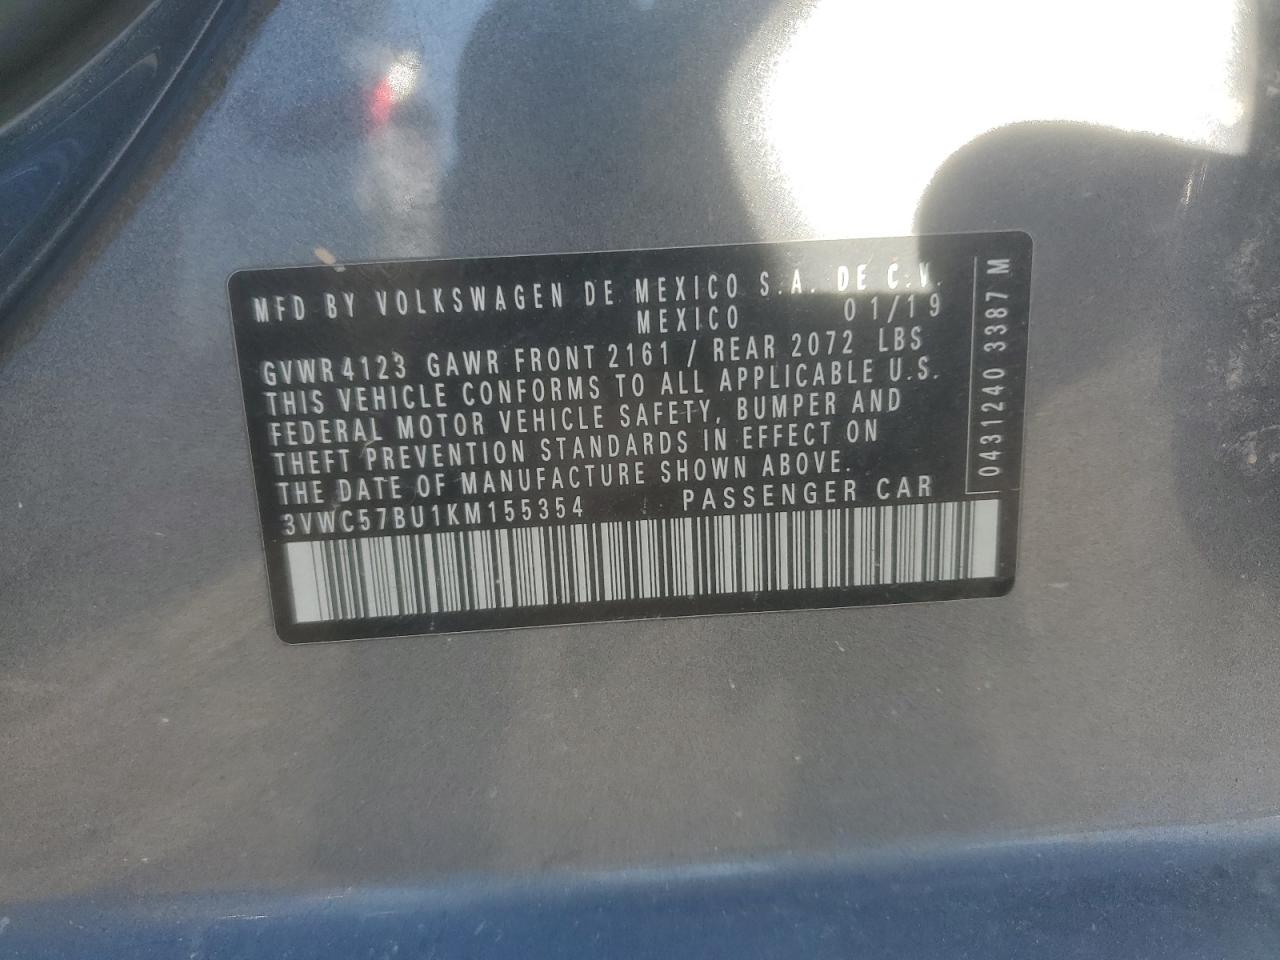 MFD BY VOLKSWAGEN DE MEXICO S.A. DE C.V.
MEXICO 01/19
GVWR 4123 GAWR FRONT 2161 / REAR 2072 LBS
THIS VEHICLE CONFORMS TO ALL APPLICABLE U.S.
FEDERAL MOTOR VEHICLE SAFETY, BUMPER AND
THEFT PREVENTION STANDARDS IN EFFECT ON
THE DATE OF MANUFACTURE SHOWN ABOVE.
3VWC57BU1KM155354 PASSENGER CAR
0431240 3387 M